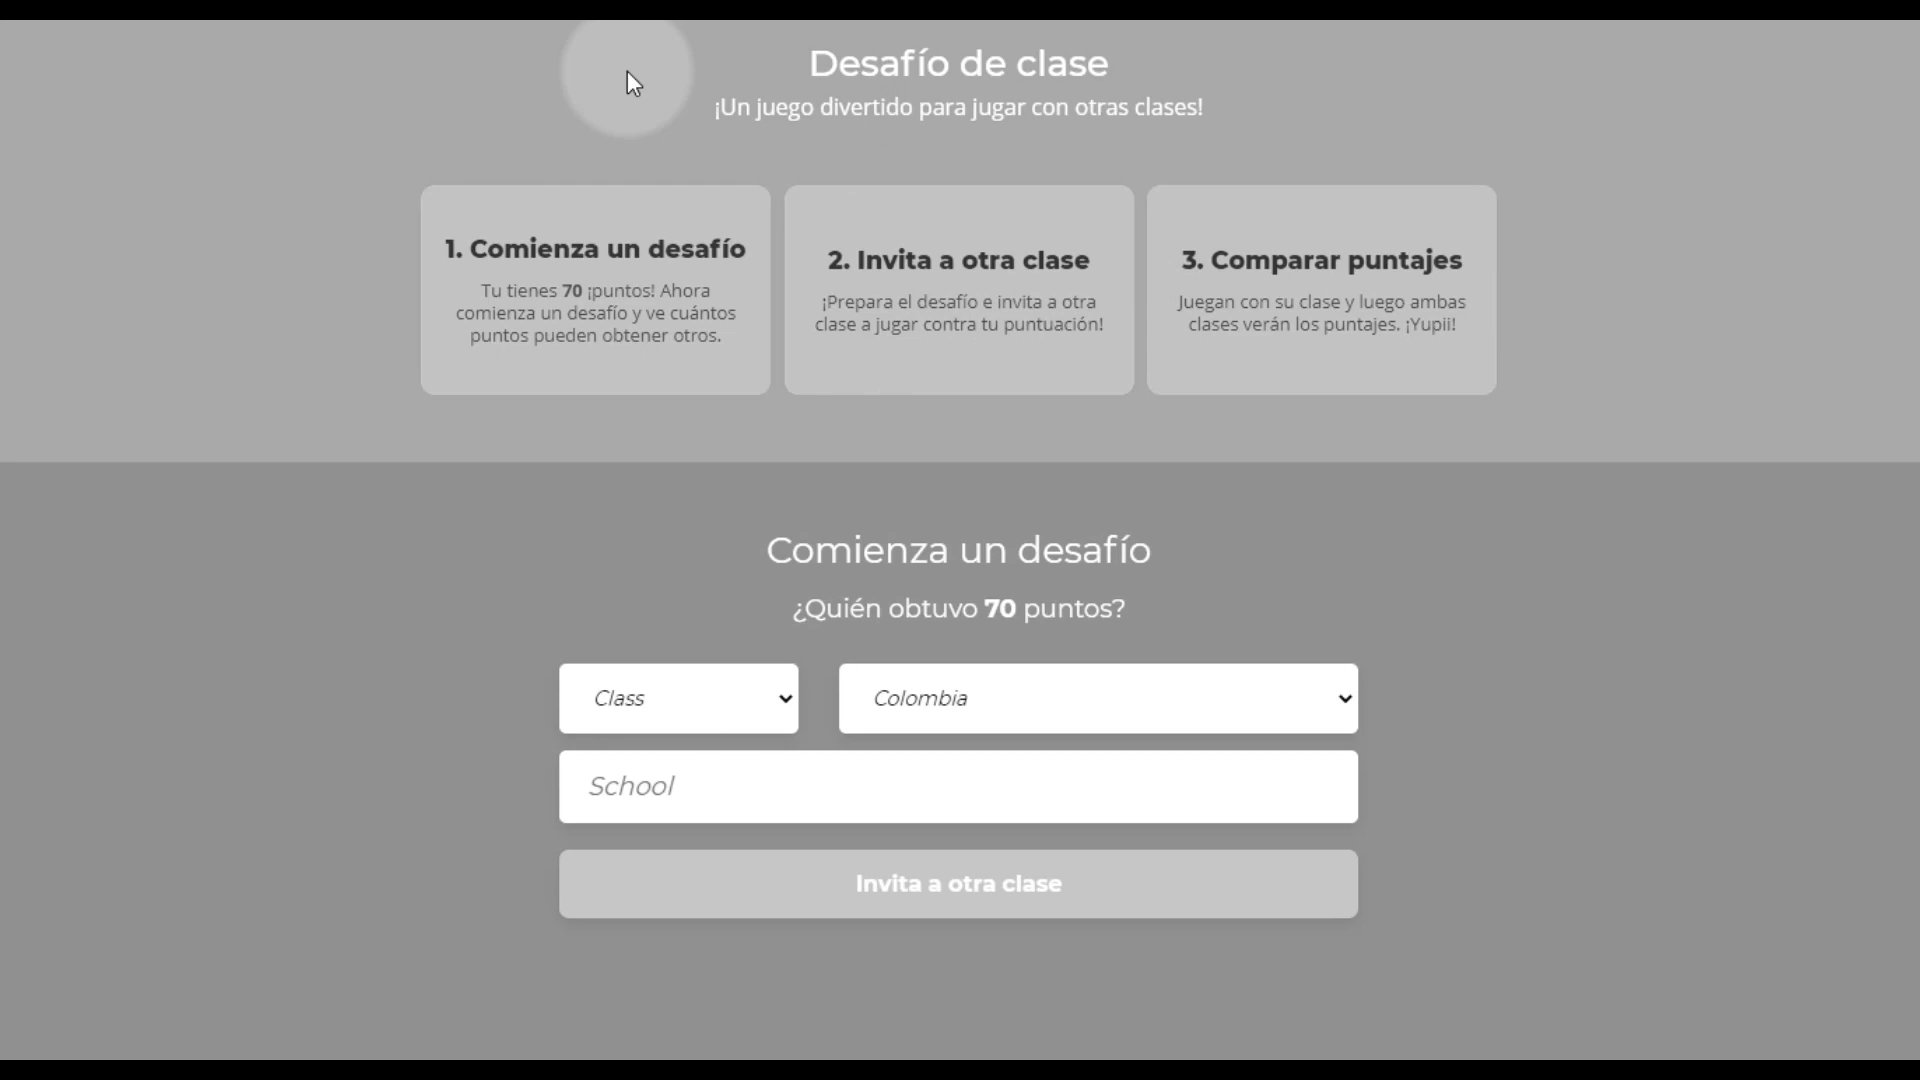 Desafío de clase
¡Un juego divertido para jugar con otras clases!
1. Comienza un desafío
Tu tienes 70 ¡puntos! Ahora
comienza un desafío y ve cuántos
puntos pueden obtener otros.
2. Invita a otra clase
¡Prepara el desafío e invita a otra
clase a jugar contra tu puntuación!
3. Comparar puntajes
Juegan con su clase y luego ambas
clases verán los puntajes. ¡Yupii!
Comienza un desafío
¿Quién obtuvo 70 puntos?
Class
Colombia
School
Invita a otra clase